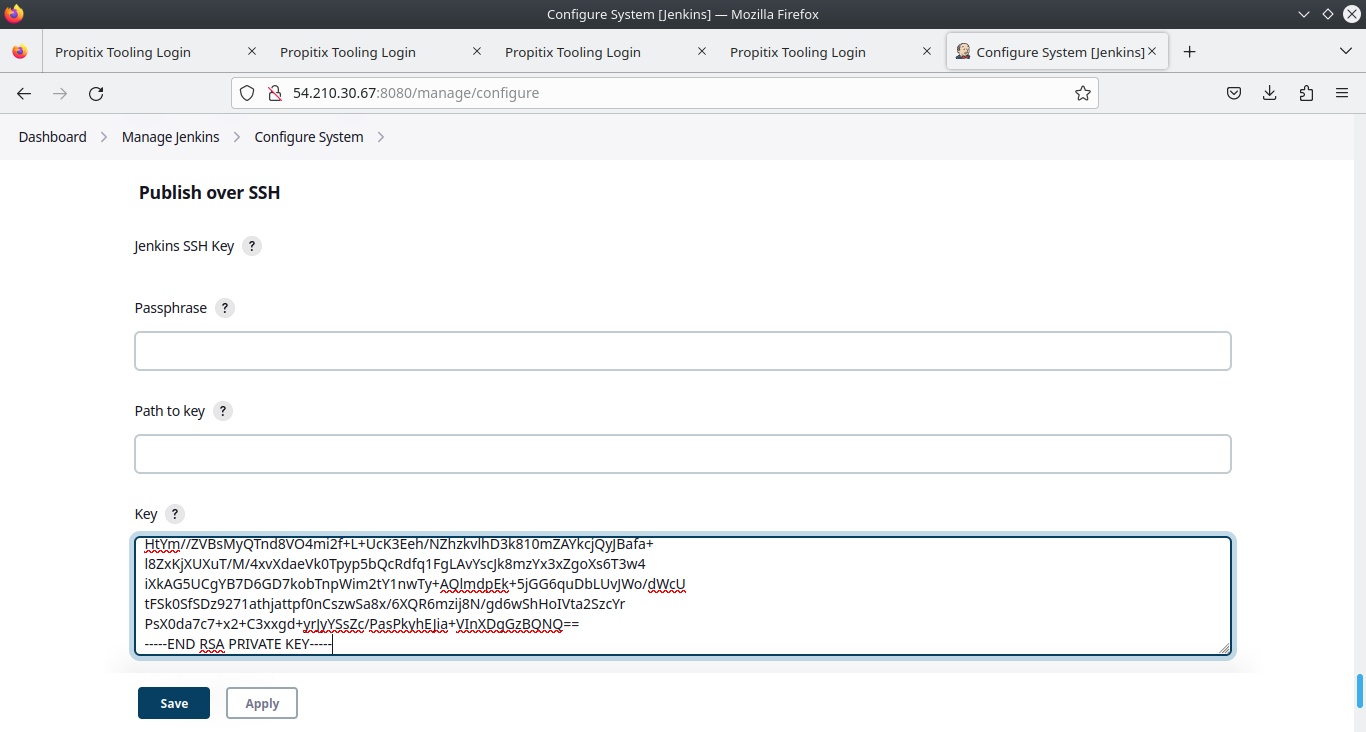 Configure System [Jenkins] — Mozilla Firefox
Propitix Tooling Login
Propitix Tooling Login
Propitix Tooling Login
Propitix Tooling Login
Configure System [Jenkins]
54.210.30.67:8080/manage/configure
Dashboard
Manage Jenkins
Configure System
Publish over SSH
Jenkins SSH Key ?
Passphrase ?
Path to key ?
Key ?
HtYm//ZVBsMyQTnd8VO4mi2f+L+UcK3Eeh/NZhzkvlhD3k810mZAYkcjQyJBafa+
l8ZxKjXUXuT/M/4xvXdaeVk0Tpyp5bQcRdfq1FgLAvYscJk8mzYx3xZgoXs6T3w4
iXkAG5UCgYB7D6GD7kobTnpWim2tY1nwTy+AQlmdpEk+5jGG6quDbLUvJWo/dWcU
tFSk0SfSDz9271athjattpf0nCszwSa8x/6XQR6mzij8N/gd6wShHoIVta2SzcYr
PsX0da7c7+x2+C3xxgd+yrJyYSsZc/PasPkyhEJia+VInXDgGzBQNQ==
-----END RSA PRIVATE KEY-----
Save
Apply